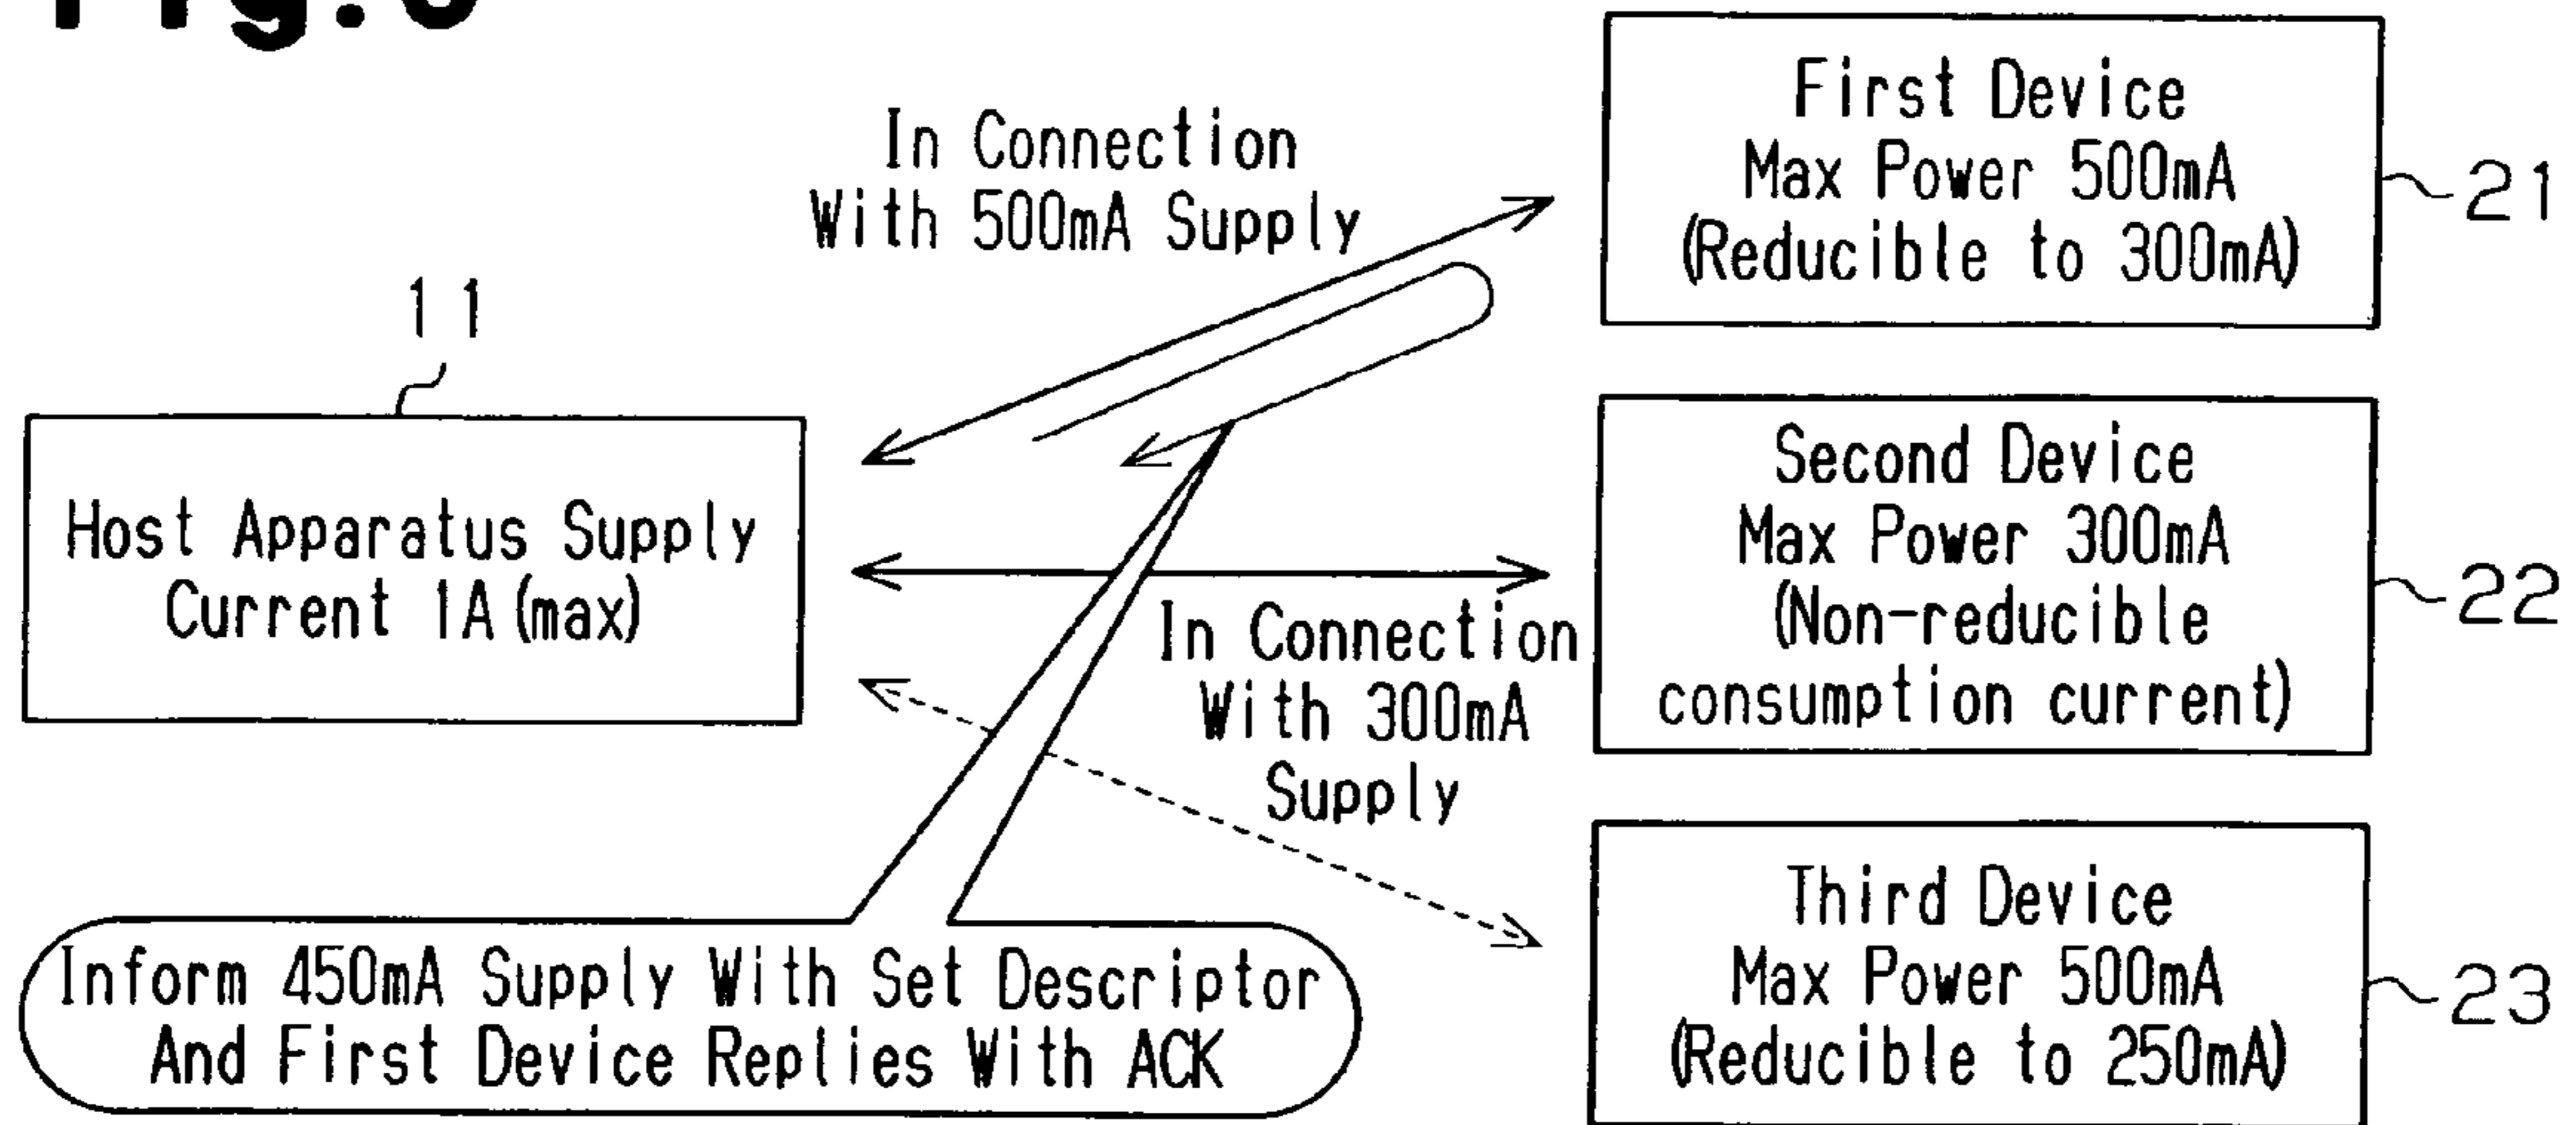 In Connection
With 500mA Supply
First Device
Max Power 500mA
(Reducible to 300mA)
21
11
Host Apparatus Supply
Current 1A (max)
Second Device
Max Power 300mA
(Non-reducible
consumption current)
22
In Connection
With 300mA
Supply
Third Device
Max Power 500mA
(Reducible to 250mA)
23
Inform 450mA Supply With Set Descriptor
And First Device Replies With ACK